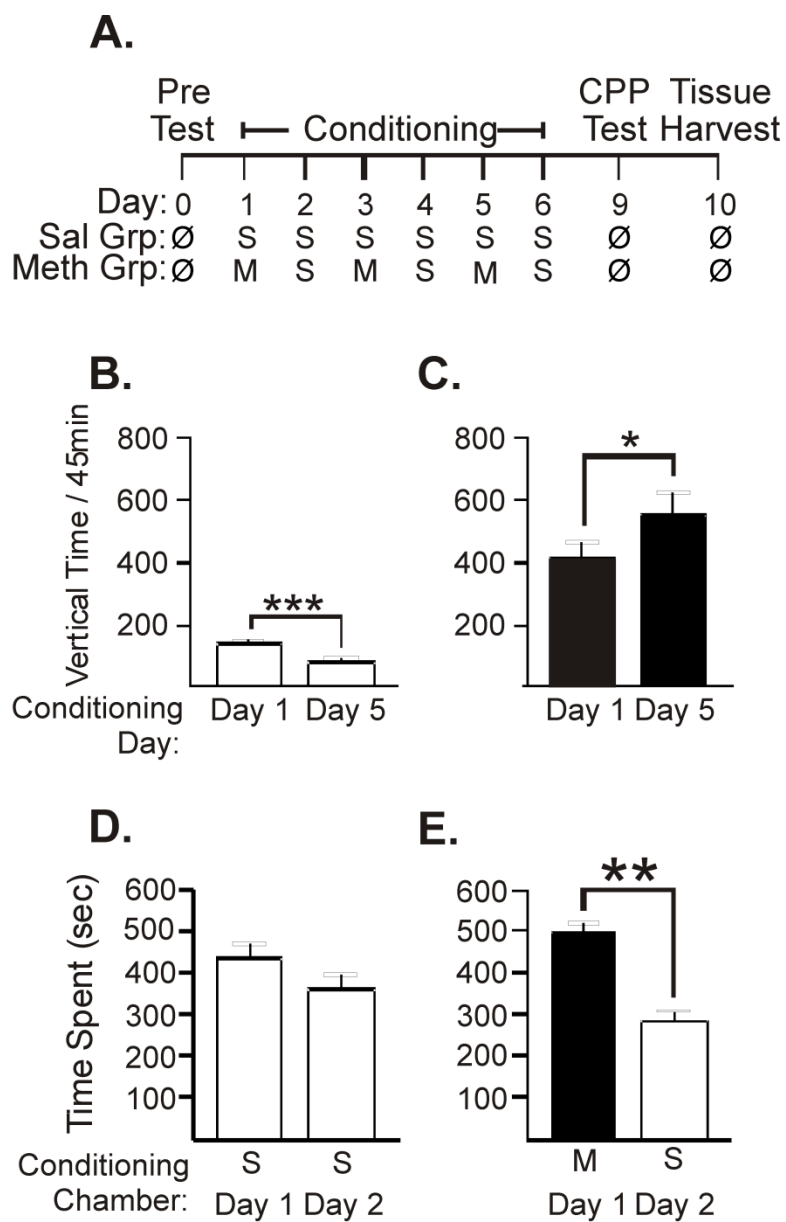 A.
Pre Test
Conditioning
CPP Test
Tissue Harvest
Day: 0 1 2 3 4 5 6 9 10
Sal Grp: Ø S S S S S S Ø Ø
Meth Grp: Ø M S M S M S Ø Ø
B.
Vertical Time / 45min
800
600
400
200
***
Conditioning Day:
Day 1 Day 5
C.
800
600
400
200
*
Day 1 Day 5
D.
Time Spent (sec)
600
500
400
300
200
100
Conditioning Chamber:
S S
Day 1 Day 2
E.
600
500
400
300
200
100
**
M S
Day 1 Day 2